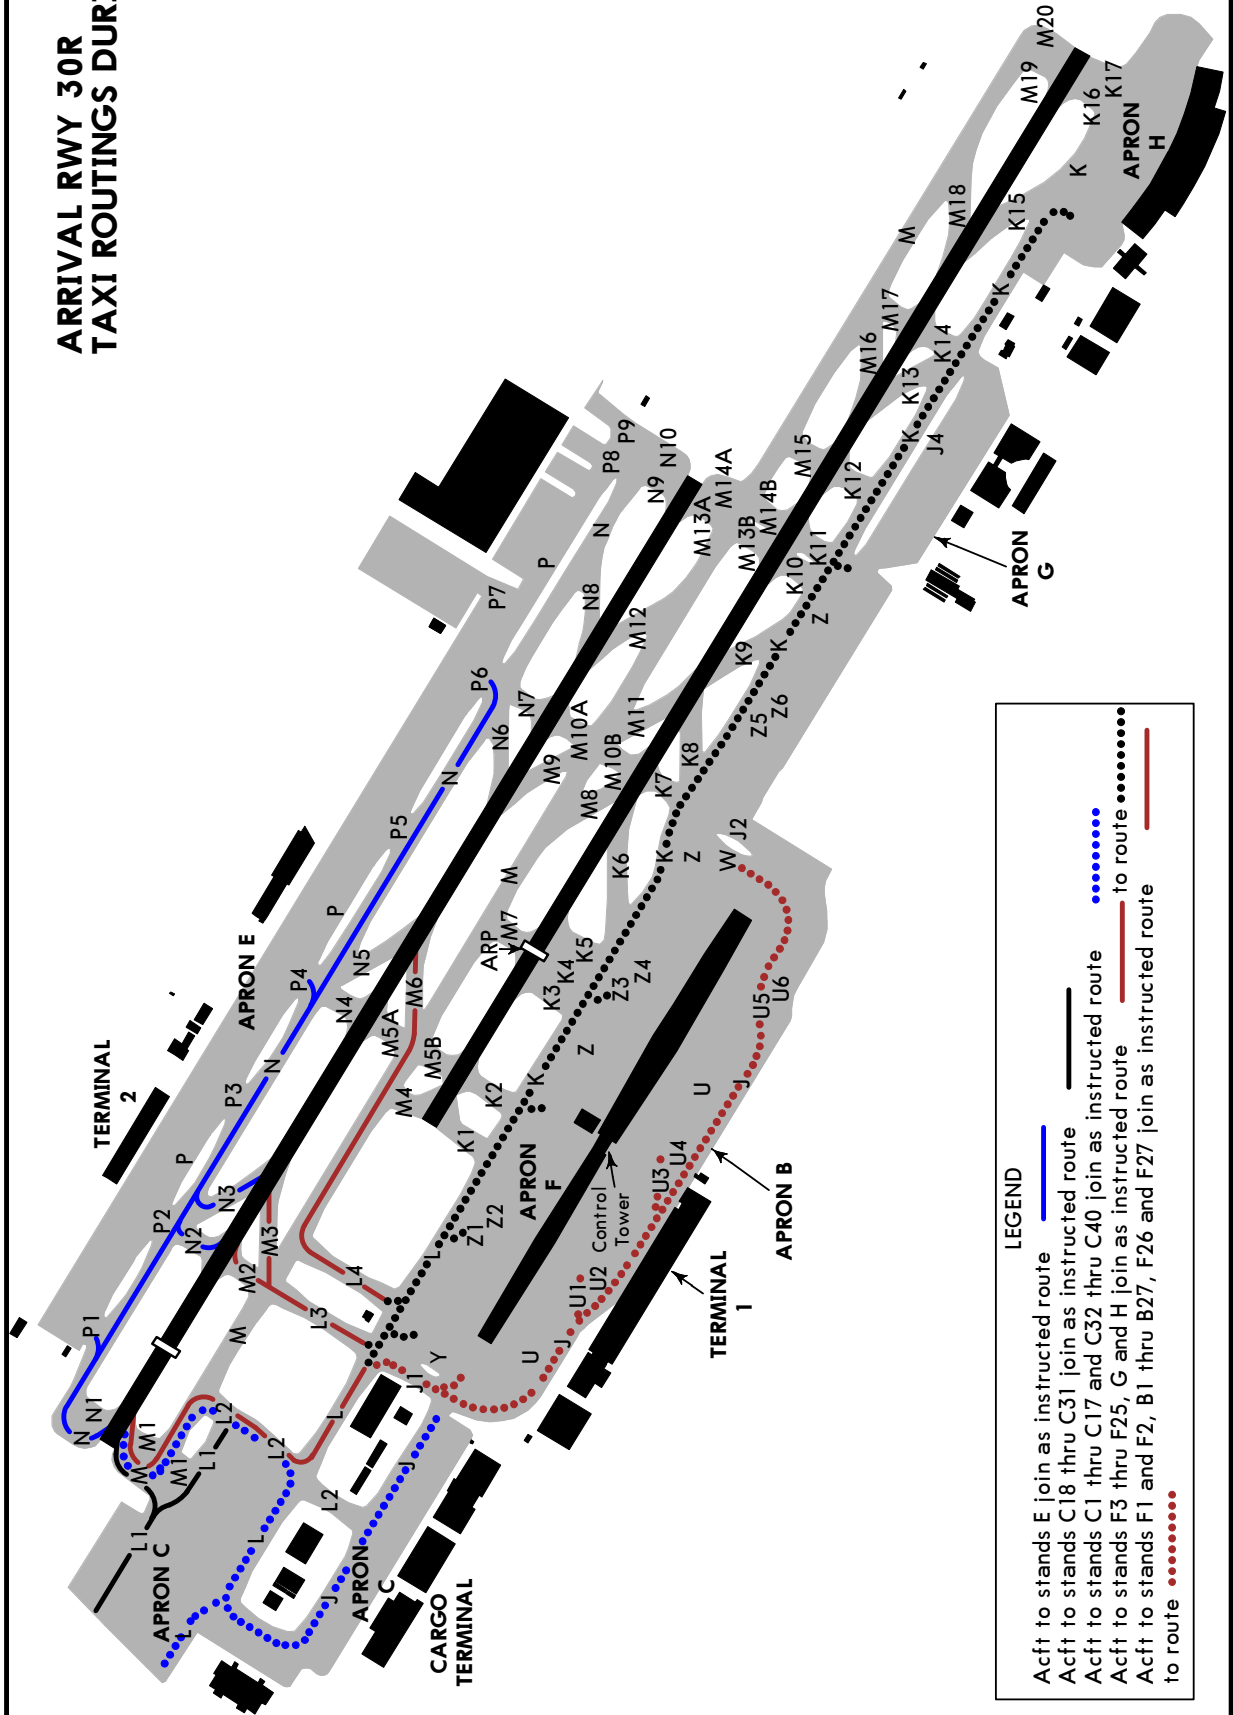 ARRIVAL RWY 30R
TAXI ROUTINGS DUR
M20
M19
K17
K16
APRON
H
K
M18
K15
M
K
M17
M16
K14
K13
K
J4
M15
K12
P9
P8
N10
N9
M14A
M13A
M14B
M13B
K11
K10
APRON
G
N
P
P7
N8
M12
Z
K
K9
P6
N7
N6
M10A
M11
M10B
M9
M8
Z6
Z5
K8
K7
N
P5
J2
W
Z
K
K6
M
M7
ARP
P
N5
P4
N4
APRON E
M6
M5A
M5B
M4
K5
K4
K3
Z4
Z3
Z
K
K2
K1
U6
U5
J
U
N
P3
TERMINAL
2
P
N3
P2
N2
M3
M2
APRON
F
Z2
Z1
L
Control
Tower
U4
U3
U2
U1
APRON B
TERMINAL
1
L4
L3
M
P1
N1
N
M1
M
M1
L2
L1
L2
L
J1
Y
U
J
L2
J
L
L1
APRON C
L
J
APRON
C
CARGO
TERMINAL
LEGEND
Acft to stands E join as instructed route
Acft to stands C18 thru C31 join as instructed route
Acft to stands C1 thru C17 and C32 thru C40 join as instructed route
Acft to stands F3 thru F25, G and H join as instructed route to route
Acft to stands F1 and F2, B1 thru B27, F26 and F27 join as instructed route
to route